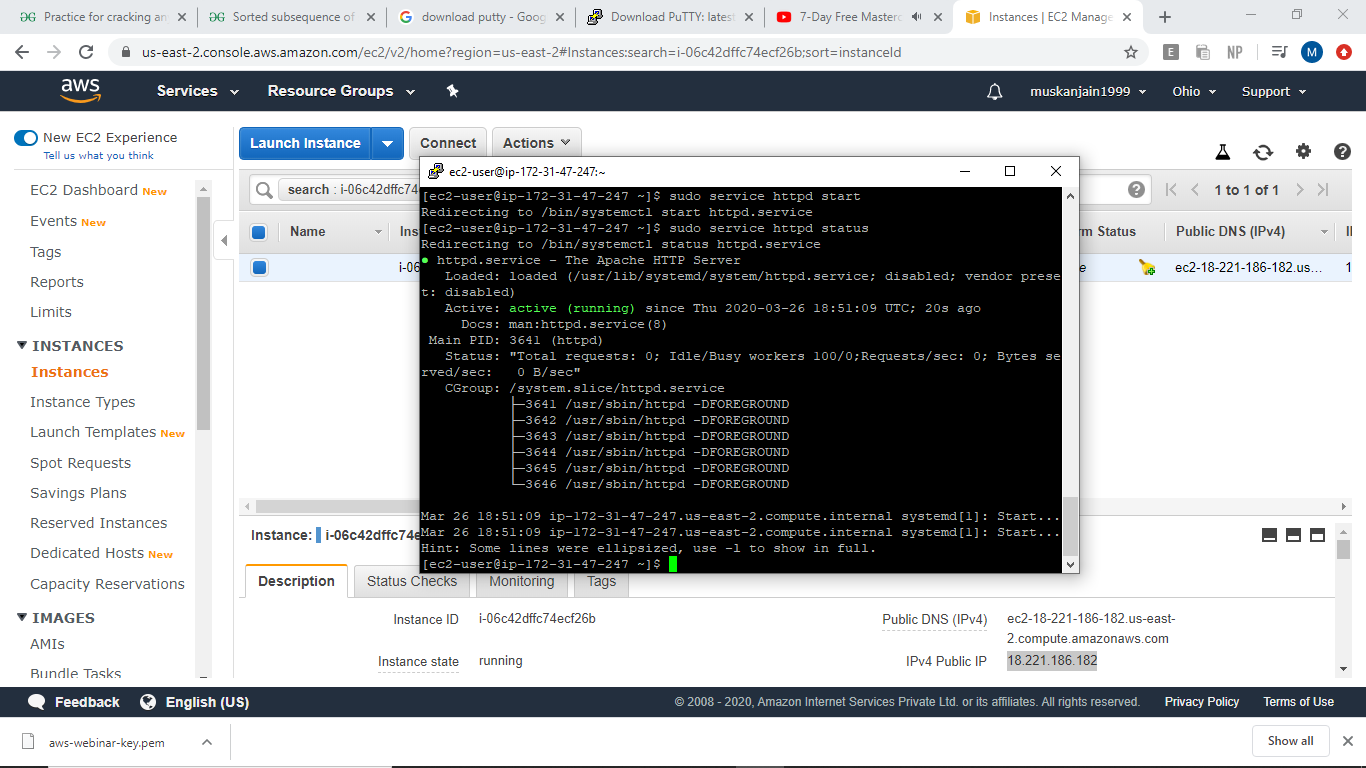 Practice for cracking an
Sorted subsequence of
download putty - Goog
Download PuTTY: latest
7-Day Free Masterc
Instances | EC2 Manage
us-east-2.console.aws.amazon.com/ec2/v2/home?region=us-east-2#Instances:search=i-06c42dffc74ecf26b;sort=instanceId
E
NP
M
aws
Services
Resource Groups
muskanjain1999
Ohio
Support
New EC2 Experience
Tell us what you think
EC2 Dashboard New
Events New
Tags
Reports
Limits
INSTANCES
Instances
Instance Types
Launch Templates New
Spot Requests
Savings Plans
Reserved Instances
Dedicated Hosts New
Capacity Reservations
IMAGES
AMIs
Bundle Tasks
Launch Instance
Connect
Actions
search : i-06c42dffc74
1 to 1 of 1
Name
Ins
m Status
Public DNS (IPv4)
i-06
e
ec2-18-221-186-182.us...
1
ec2-user@ip-172-31-47-247:~
[ec2-user@ip-172-31-47-247 ~]$ sudo service httpd start
Redirecting to /bin/systemctl start httpd.service
[ec2-user@ip-172-31-47-247 ~]$ sudo service httpd status
Redirecting to /bin/systemctl status httpd.service
● httpd.service - The Apache HTTP Server
Loaded: loaded (/usr/lib/systemd/system/httpd.service; disabled; vendor prese
t: disabled)
Active: active (running) since Thu 2020-03-26 18:51:09 UTC; 20s ago
Docs: man:httpd.service(8)
Main PID: 3641 (httpd)
Status: "Total requests: 0; Idle/Busy workers 100/0;Requests/sec: 0; Bytes se
rved/sec:   0 B/sec"
CGroup: /system.slice/httpd.service
├─3641 /usr/sbin/httpd -DFOREGROUND
├─3642 /usr/sbin/httpd -DFOREGROUND
├─3643 /usr/sbin/httpd -DFOREGROUND
├─3644 /usr/sbin/httpd -DFOREGROUND
├─3645 /usr/sbin/httpd -DFOREGROUND
└─3646 /usr/sbin/httpd -DFOREGROUND
Mar 26 18:51:09 ip-172-31-47-247.us-east-2.compute.internal systemd[1]: Start...
Mar 26 18:51:09 ip-172-31-47-247.us-east-2.compute.internal systemd[1]: Start...
Hint: Some lines were ellipsized, use -l to show in full.
[ec2-user@ip-172-31-47-247 ~]$
Instance: i-06c42dffc74e
Description
Status Checks
Monitoring
Tags
Instance ID i-06c42dffc74ecf26b
Instance state running
Public DNS (IPv4) ec2-18-221-186-182.us-east-
2.compute.amazonaws.com
IPv4 Public IP 18.221.186.182
Feedback
English (US)
© 2008 - 2020, Amazon Internet Services Private Ltd. or its affiliates. All rights reserved.
Privacy Policy
Terms of Use
aws-webinar-key.pem
Show all